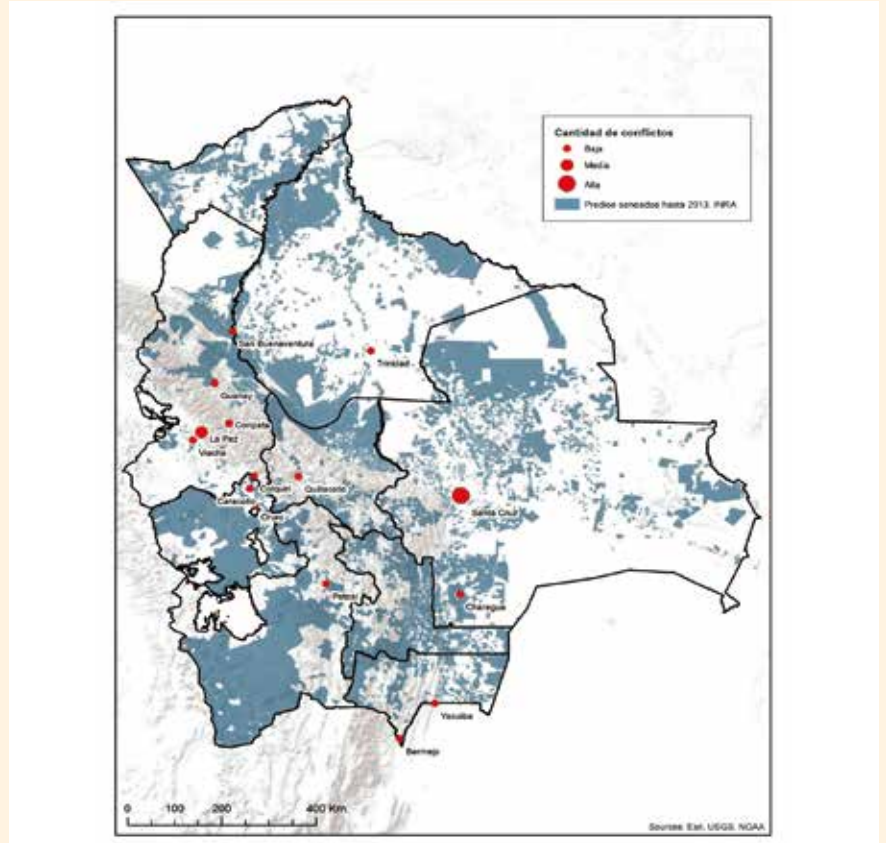 Cantidad de conflictos
Baja
Media
Alta
Predios saneados hasta 2013. INRA
San Buenaventura
Trinidad
Guanay
Coripata
La Paz
Viacha
Quillacollo
Caracollo
Oruro
Santa Cruz
Potosí
Charagua
Yacuiba
Bermejo
0 100 200 400 Km.
Sources: Esri, USGS, NOAA